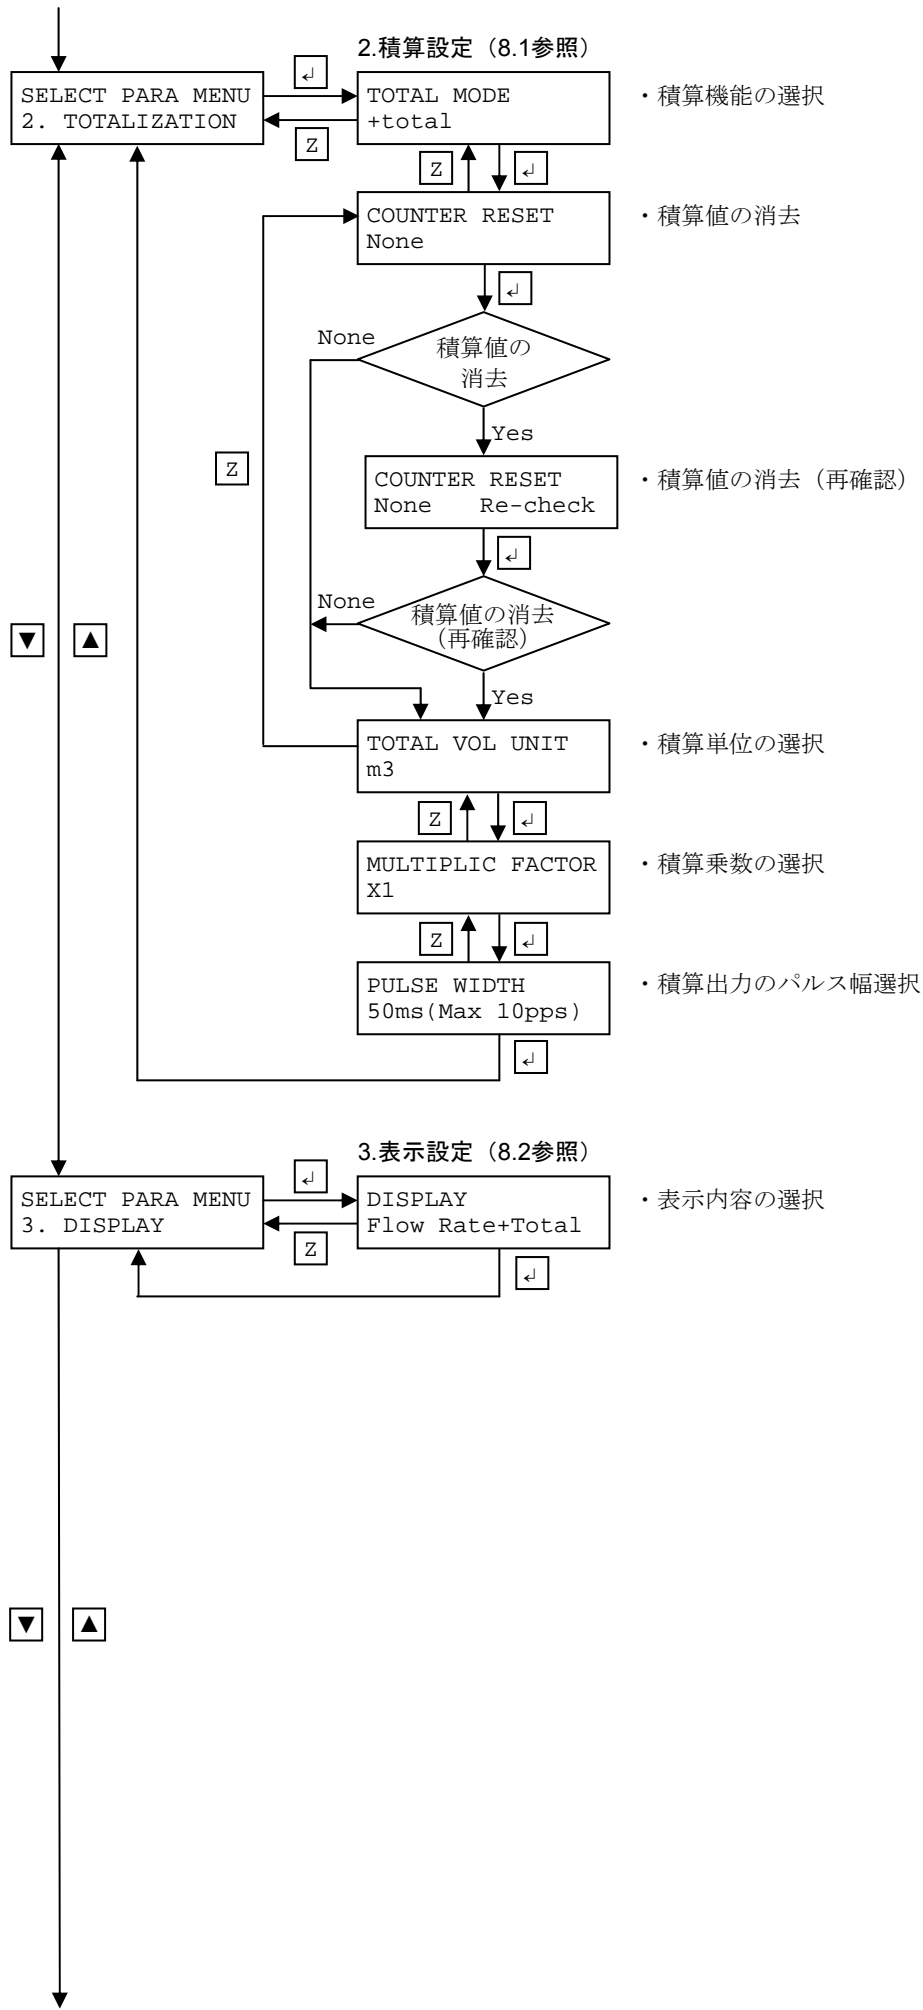 2.積算設定（8.1参照）
↵
SELECT PARA MENU
2. TOTALIZATION
TOTAL MODE
+total
・積算機能の選択
Z
Z
↵
COUNTER RESET
None
・積算値の消去
↵
None
積算値の
消去
Yes
Z
COUNTER RESET
None Re-check
・積算値の消去（再確認）
↵
None
積算値の消去
（再確認）
▼
▲
Yes
TOTAL VOL UNIT
m3
・積算単位の選択
Z
↵
MULTIPLIC FACTOR
X1
・積算乗数の選択
Z
↵
PULSE WIDTH
50ms(Max 10pps)
・積算出力のパルス幅選択
↵
3.表示設定（8.2参照）
↵
SELECT PARA MENU
3. DISPLAY
DISPLAY
Flow Rate+Total
・表示内容の選択
Z
↵
▼
▲